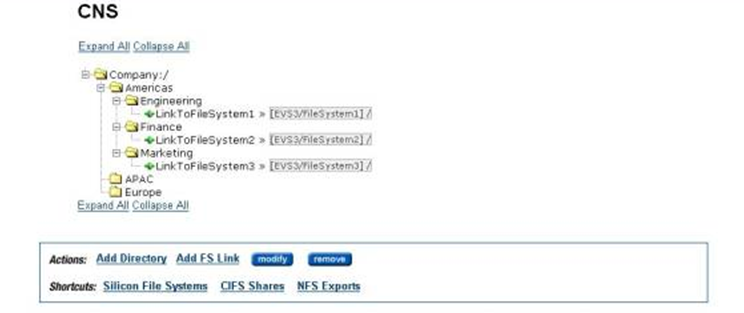 CNS
Expand All Collapse All
Company:/
Americas
Engineering
LinkToFileSystem1 » [EVS3/FileSystem1] /
Finance
LinkToFileSystem2 » [EVS3/FileSystem2] /
Marketing
LinkToFileSystem3 » [EVS3/FileSystem3] /
APAC
Europe
Expand All Collapse All
Actions: Add Directory Add FS Link modify remove
Shortcuts: Silicon File Systems CIFS Shares NFS Exports